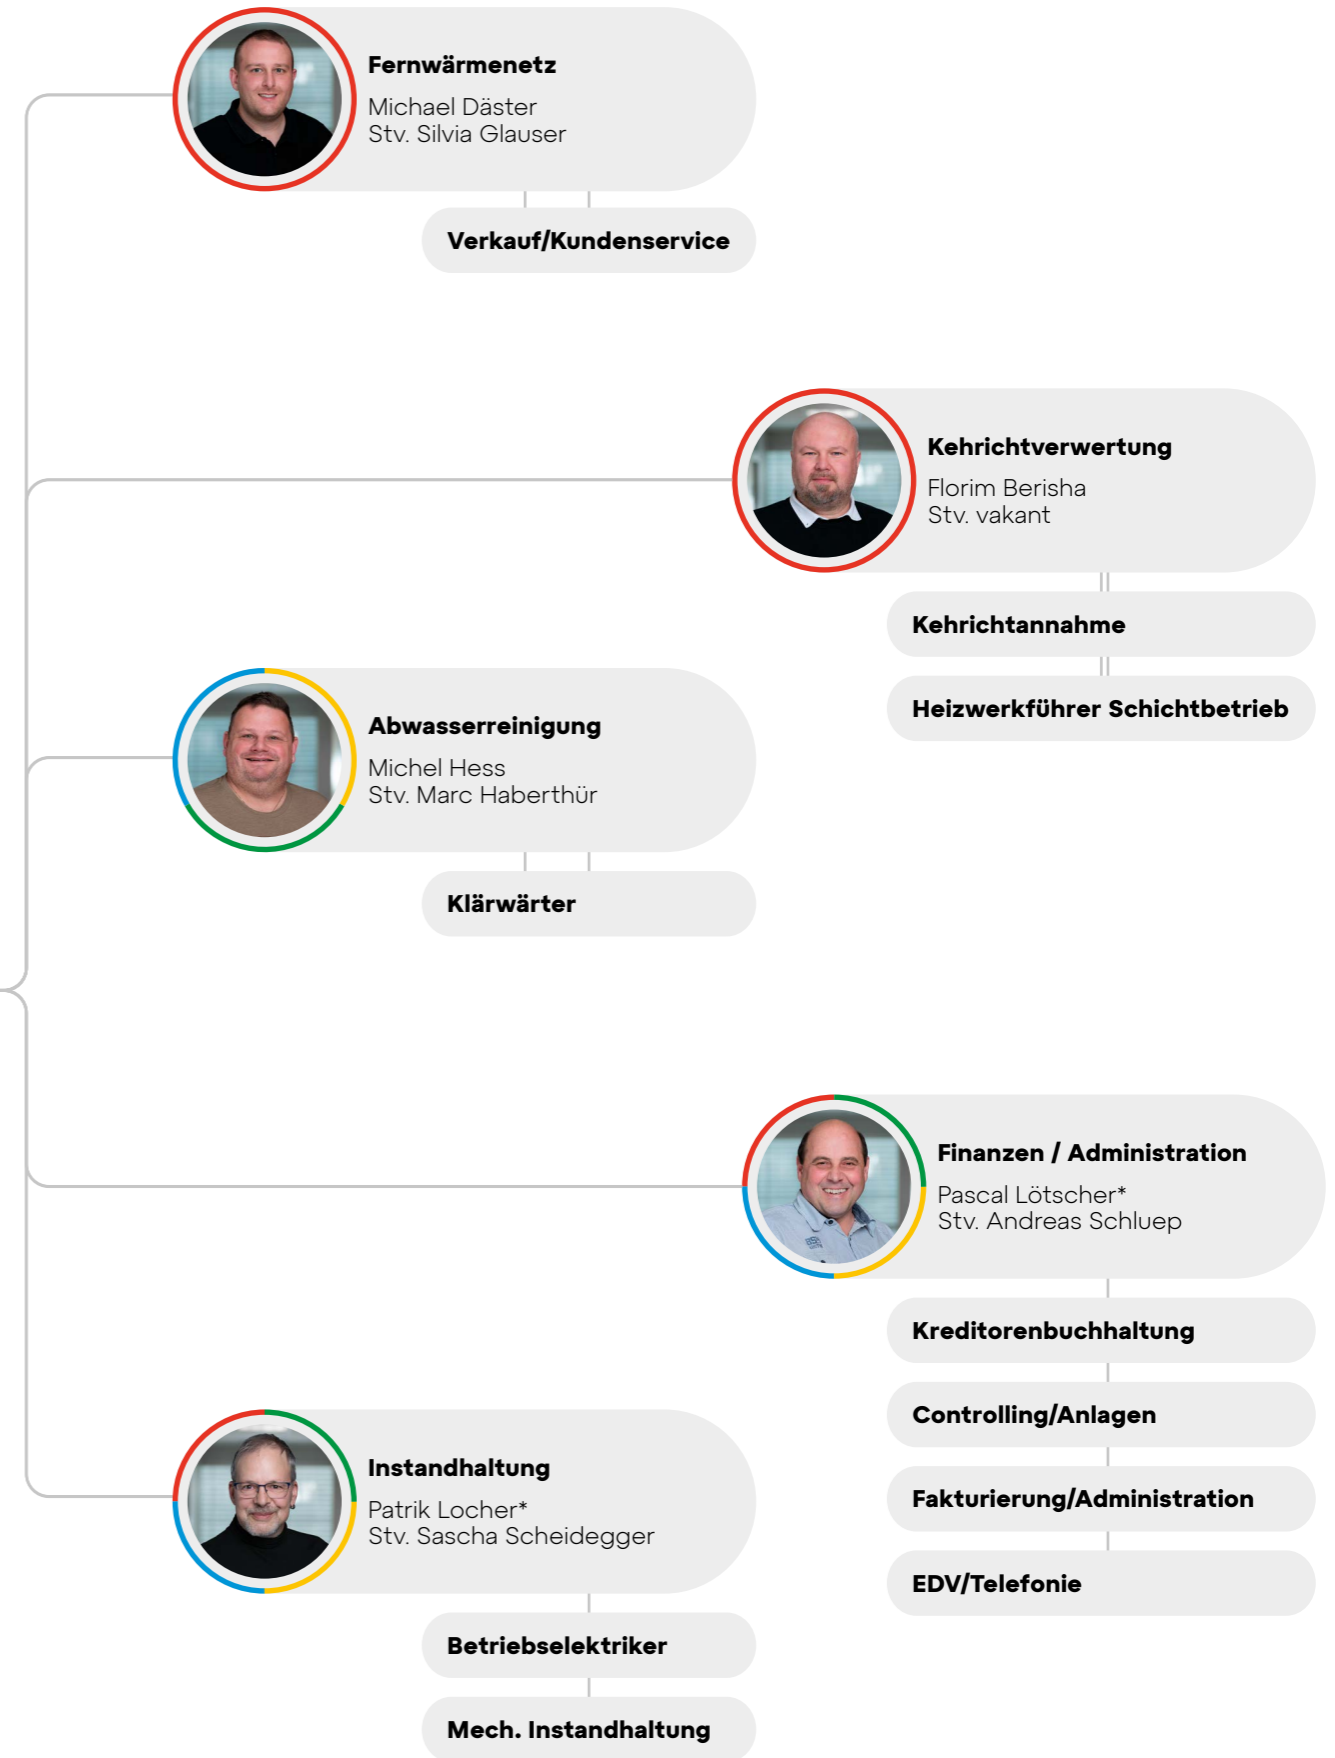 Fernwärmenetz
Michael Däster
Stv. Silvia Glauser
Verkauf/Kundenservice
Kehrichtverwertung
Florim Berisha
Stv. vakant
Kehrichtannahme
Heizwerkführer Schichtbetrieb
Abwasserreinigung
Michel Hess
Stv. Marc Haberthür
Klärwärter
Finanzen / Administration
Pascal Lötscher*
Stv. Andreas Schluep
Kreditorenbuchhaltung
Controlling/Anlagen
Fakturierung/Administration
EDV/Telefonie
Instandhaltung
Patrik Locher*
Stv. Sascha Scheidegger
Betriebselektriker
Mech. Instandhaltung